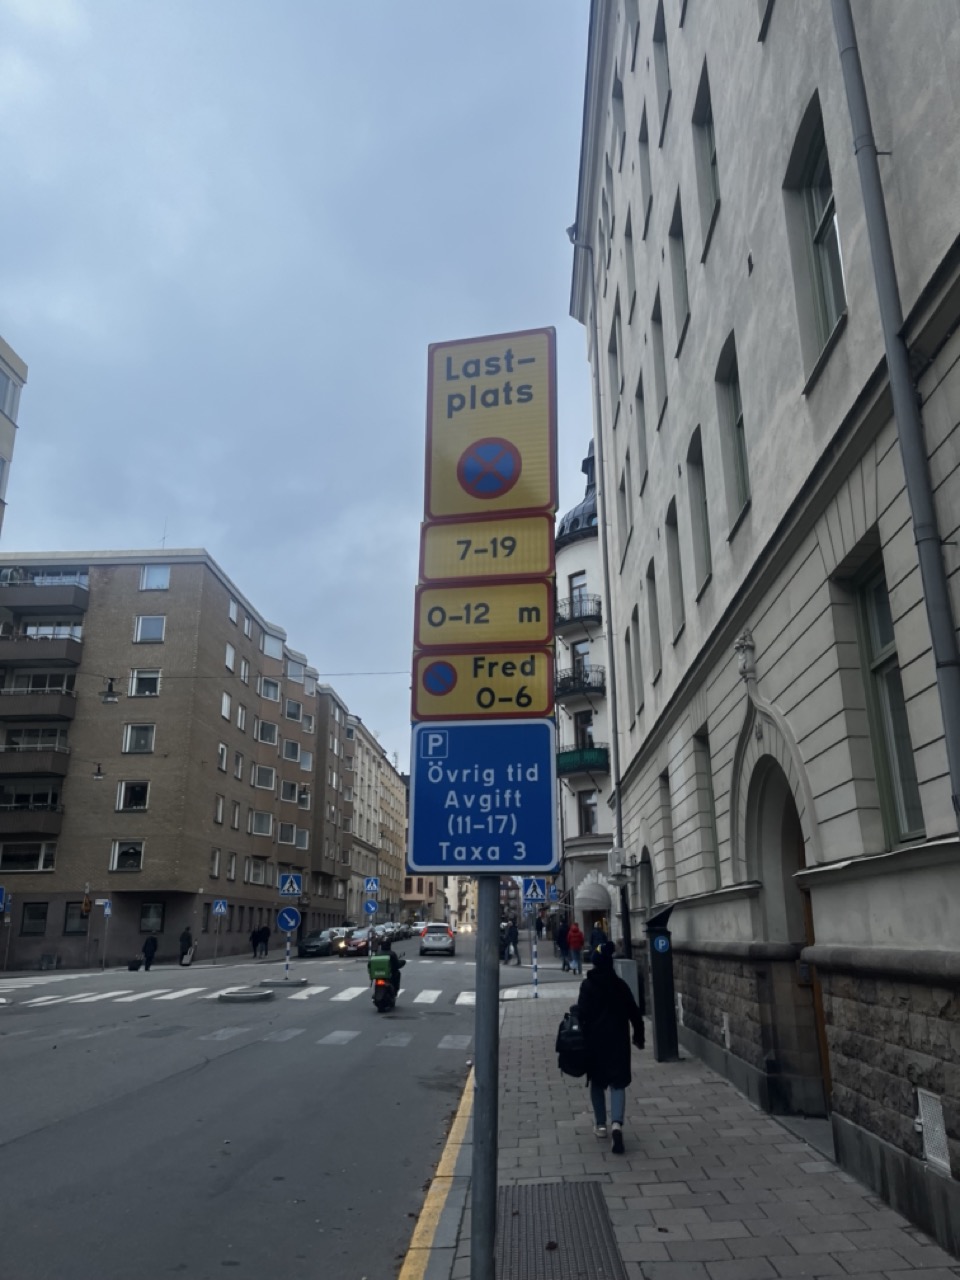 Last-
plats
7-19
0-12 m
Fred
0-6
P
Övrig tid
Avgift
(11-17)
Taxa 3
P